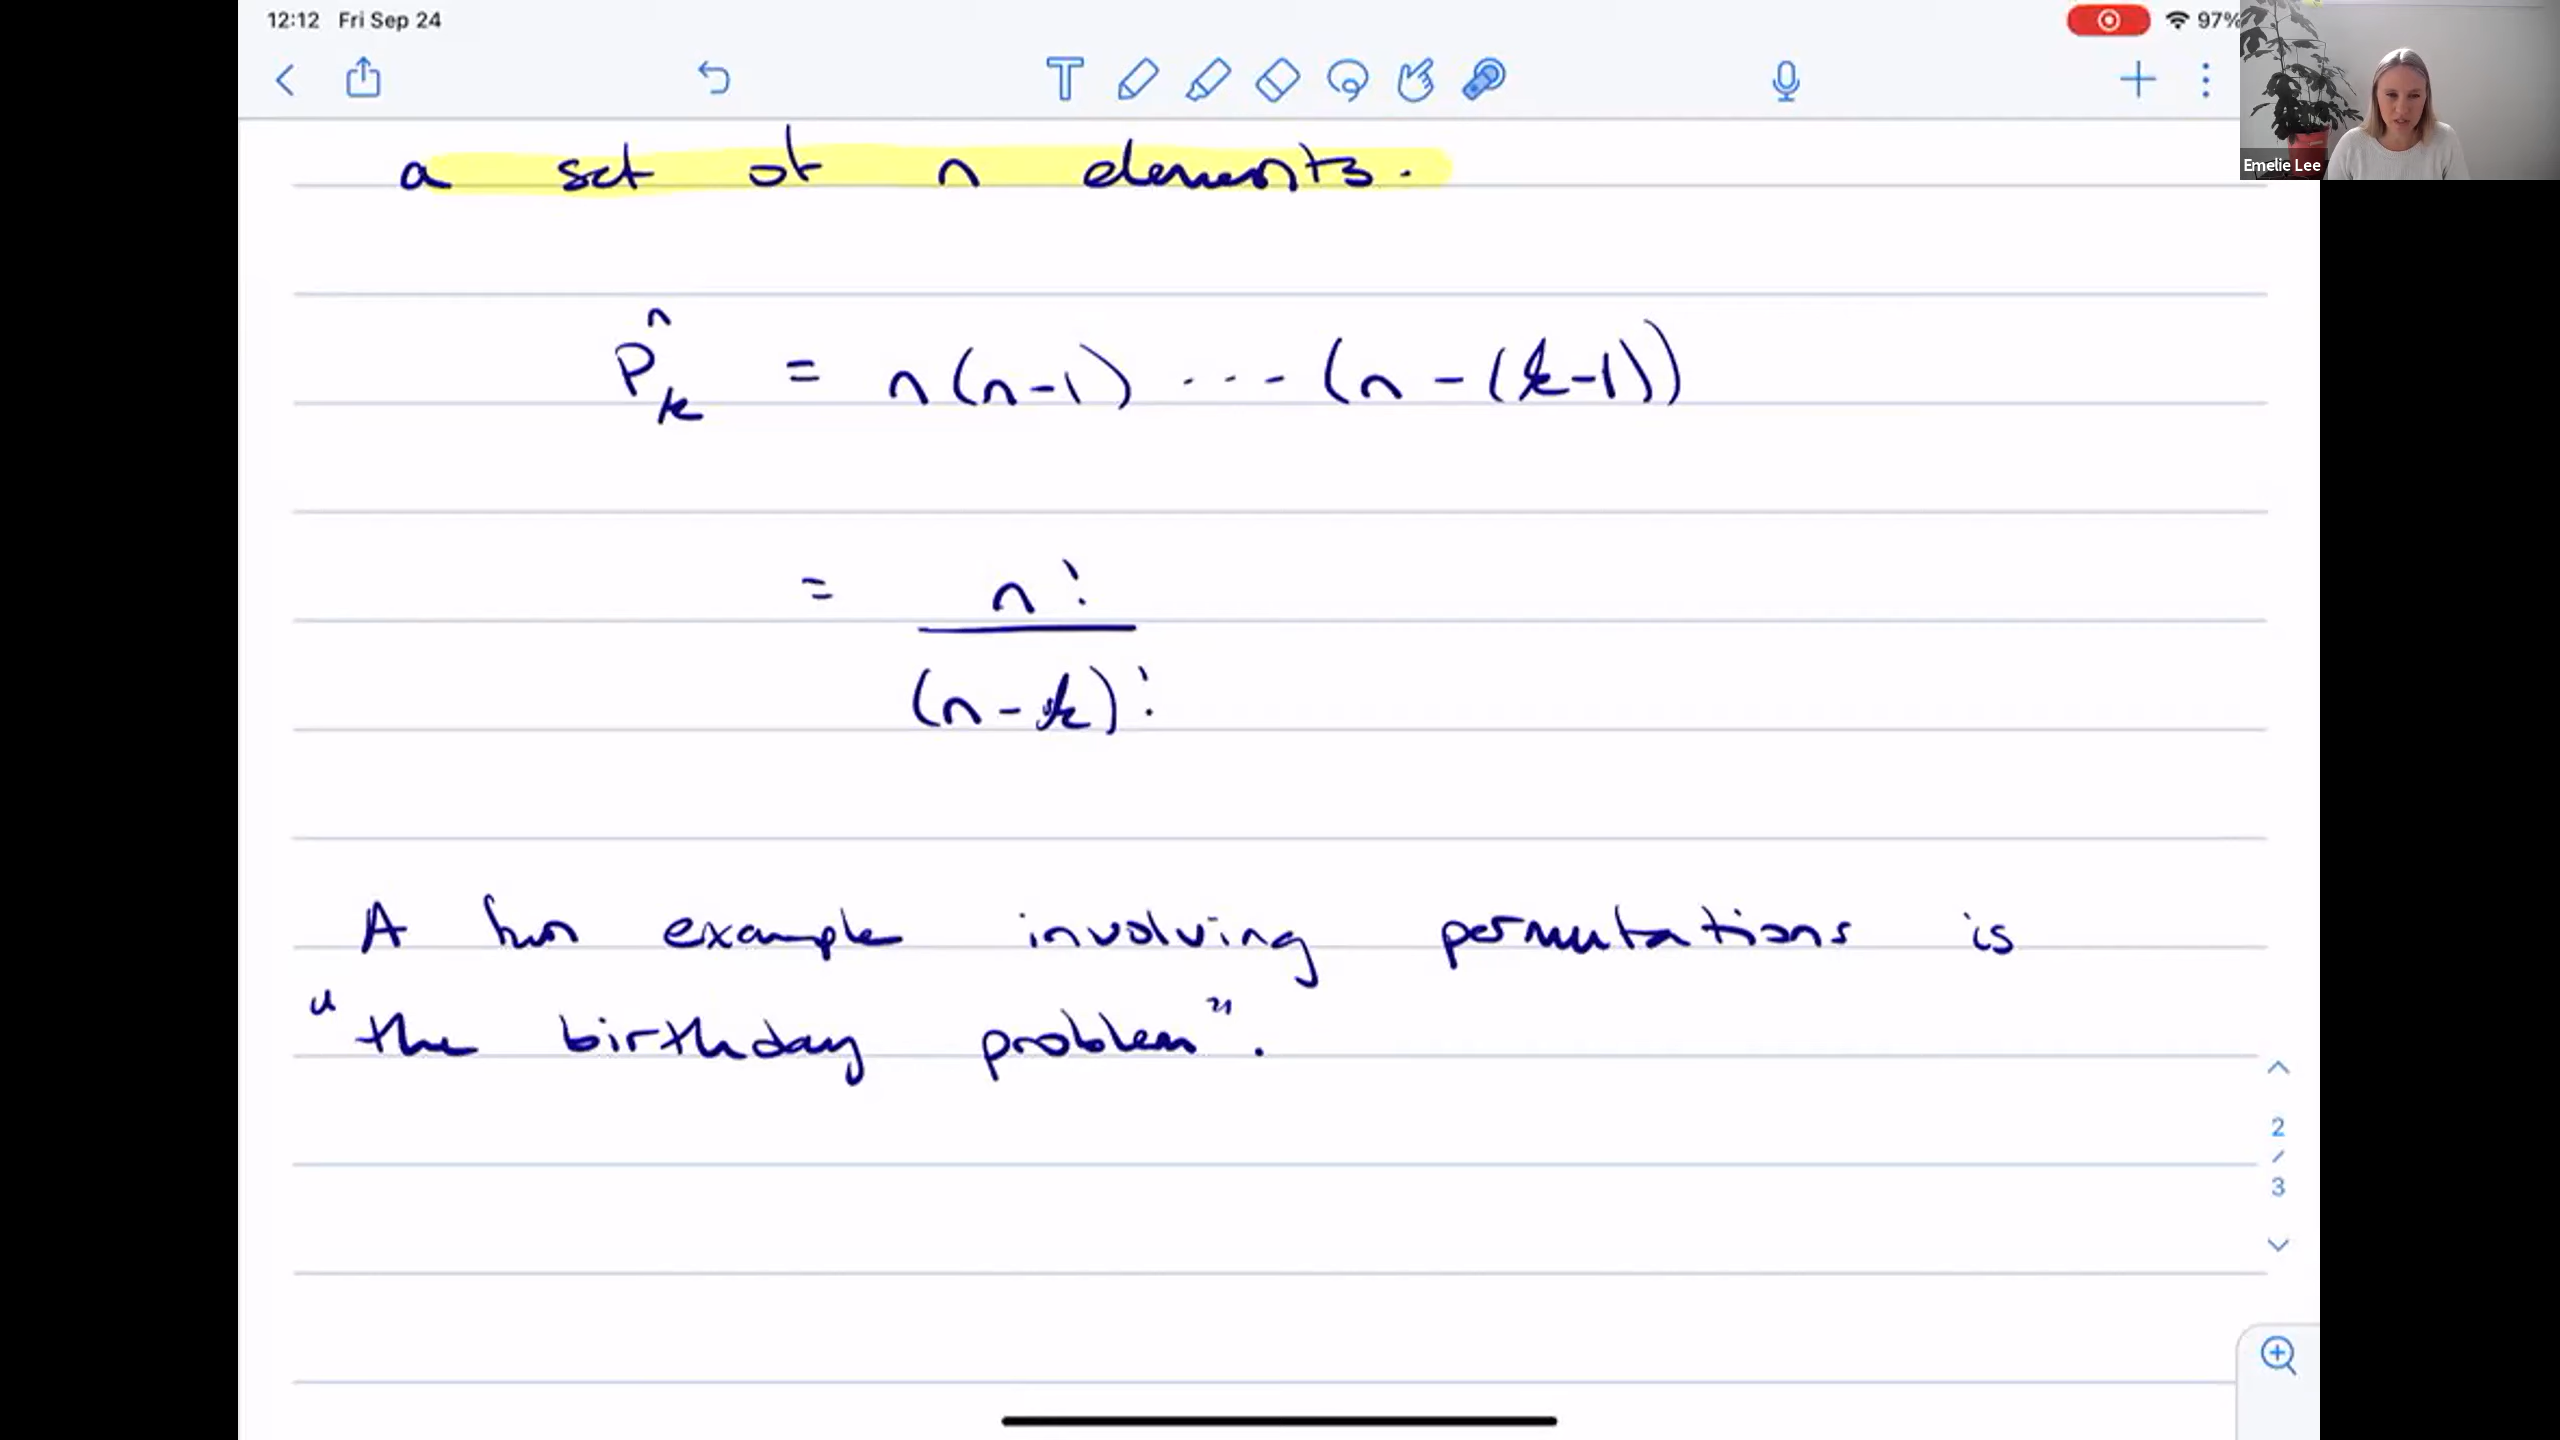 12:12 Fri Sep 24
97%
Emelie Lee
a set of n elements.
P^n_k = n(n-1) ---- (n-(k-1))
= n!
(n-k)!
A fun example involving permutations is
"the birthday problem".
2
/
3